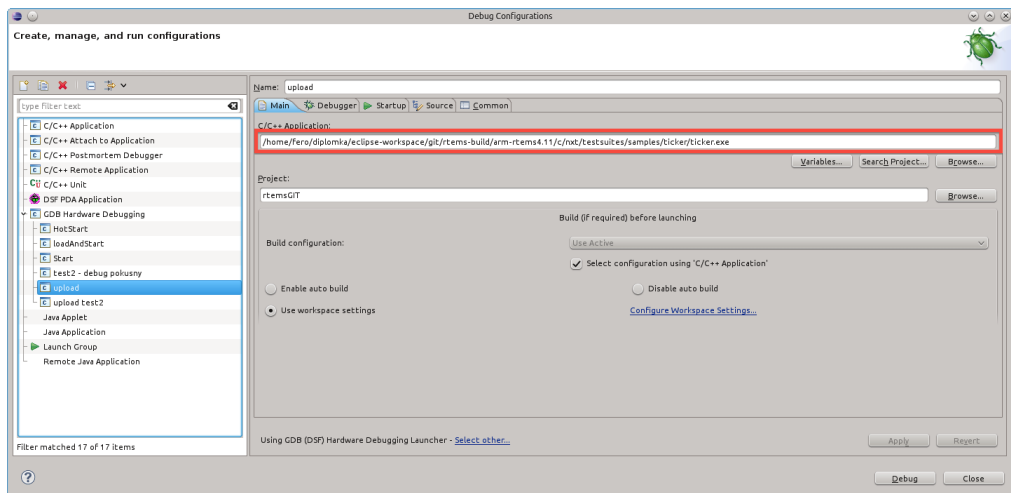 Debug Configurations
Create, manage, and run configurations
type filter text
C/C++ Application
C/C++ Attach to Application
C/C++ Postmortem Debugger
C/C++ Remote Application
C/C++ Unit
DSF PDA Application
GDB Hardware Debugging
HotStart
loadAndStart
Start
test2 - debug pokusny
upload
upload test2
Java Applet
Java Application
Launch Group
Remote Java Application
Filter matched 17 of 17 items
Name: upload
Main Debugger Startup Source Common
C/C++ Application:
/home/fero/diplomka/eclipse-workspace/git/rtems-build/arm-rtems4.11/c/nxt/testsuites/samples/ticker/ticker.exe
Variables... Search Project... Browse...
Project:
rtemsGIT Browse...
Build (if required) before launching
Build configuration: Use Active
Select configuration using 'C/C++ Application'
Enable auto build Disable auto build
Use workspace settings Configure Workspace Settings...
Using GDB (DSF) Hardware Debugging Launcher - Select other...
Apply Revert
? Debug Close